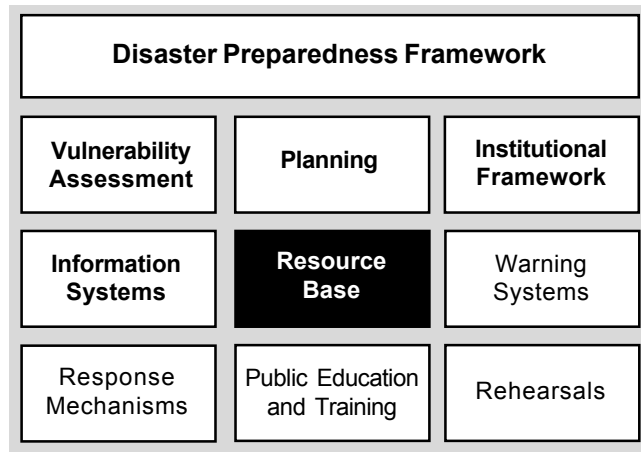 Disaster Preparedness Framework
Vulnerability
Assessment
Planning
Institutional
Framework
Information
Systems
Resource
Base
Warning
Systems
Response
Mechanisms
Public Education
and Training
Rehearsals